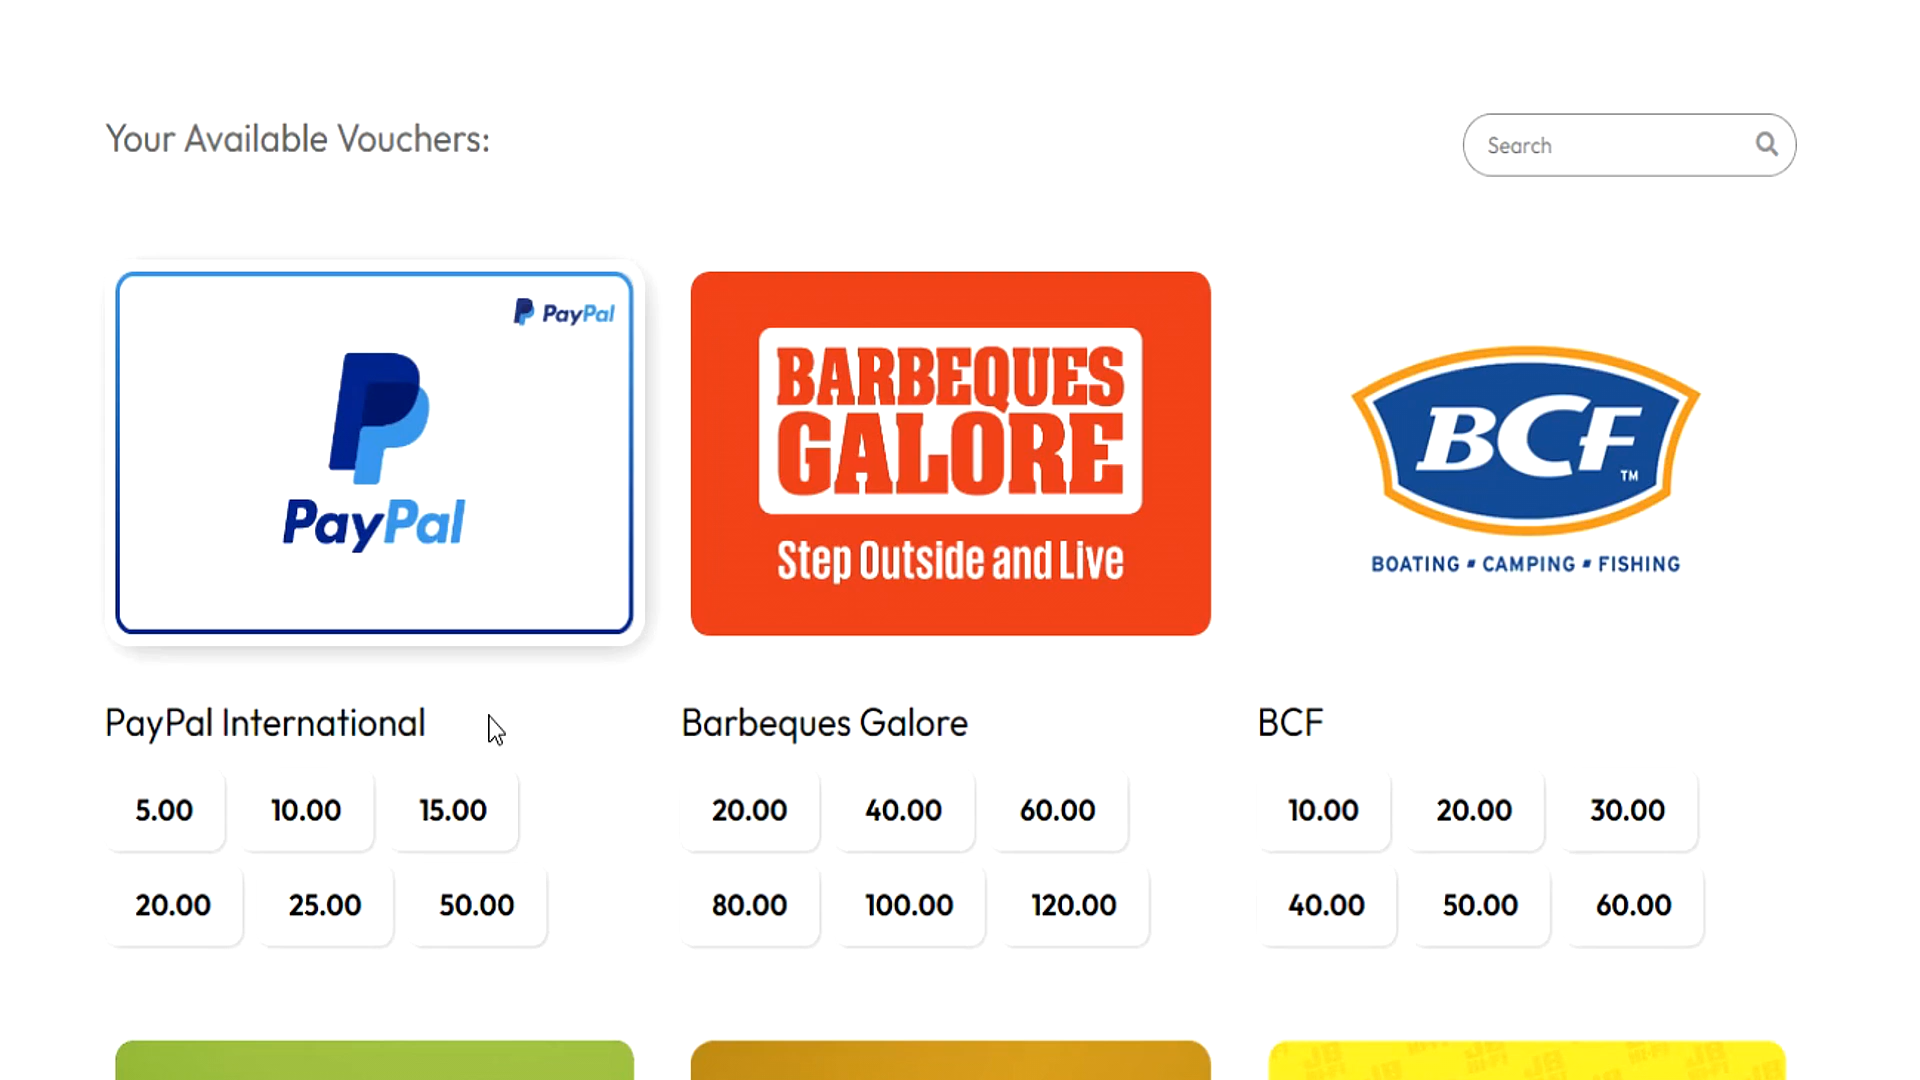 Your Available Vouchers:
Search
PayPal
PayPal
BARBEQUES
GALORE
Step Outside and Live
BCF
TM
BOATING ▪ CAMPING ▪ FISHING
PayPal International
5.00 10.00 15.00
20.00 25.00 50.00
Barbeques Galore
20.00 40.00 60.00
80.00 100.00 120.00
BCF
10.00 20.00 30.00
40.00 50.00 60.00